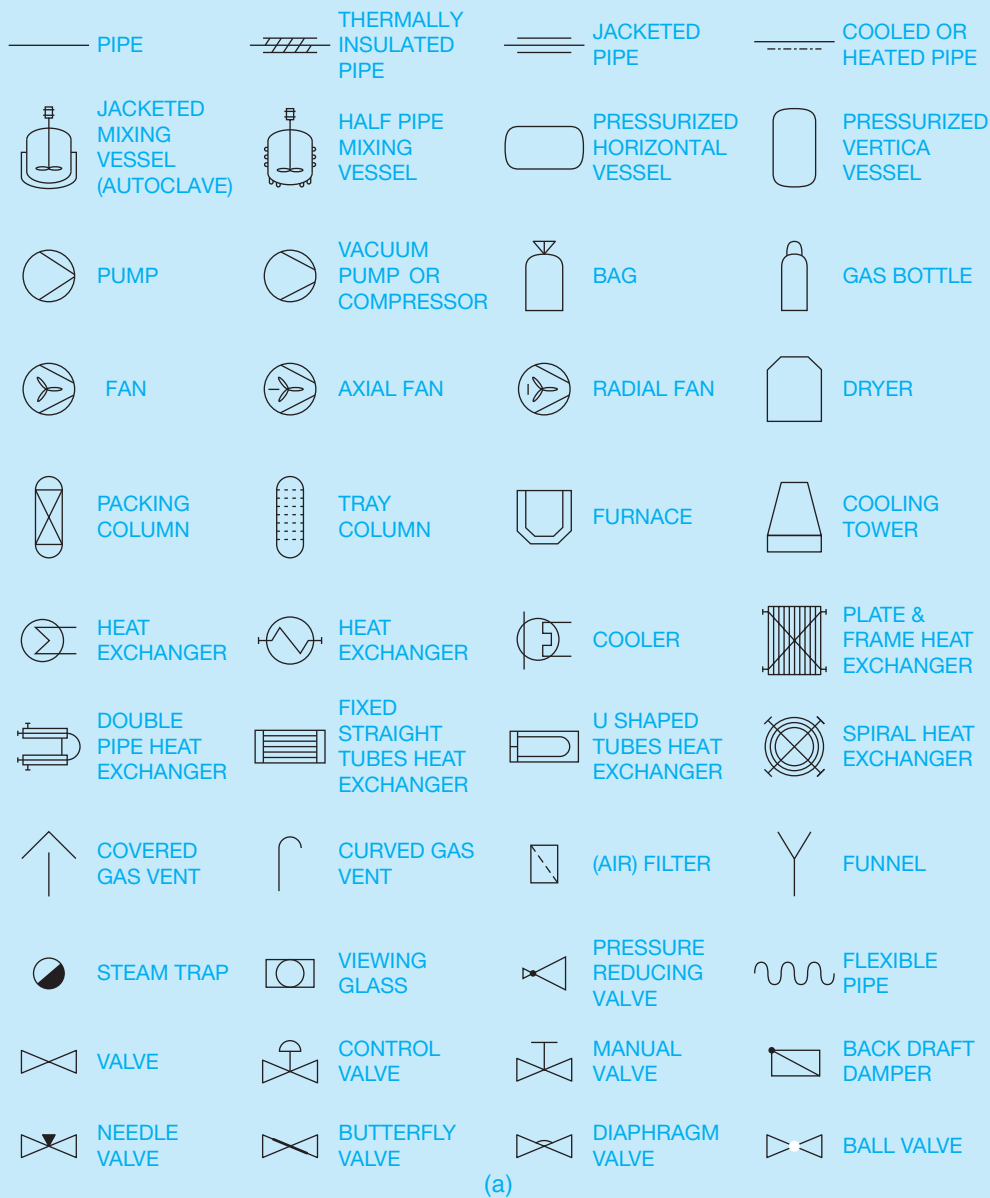 PIPE
THERMALLY
INSULATED
PIPE
JACKETED
PIPE
COOLED OR
HEATED PIPE
JACKETED
MIXING
VESSEL
(AUTOCLAVE)
HALF PIPE
MIXING
VESSEL
PRESSURIZED
HORIZONTAL
VESSEL
PRESSURIZED
VERTICA
VESSEL
PUMP
VACUUM
PUMP OR
COMPRESSOR
BAG
GAS BOTTLE
FAN
AXIAL FAN
RADIAL FAN
DRYER
PACKING
COLUMN
TRAY
COLUMN
FURNACE
COOLING
TOWER
HEAT
EXCHANGER
HEAT
EXCHANGER
COOLER
PLATE &
FRAME HEAT
EXCHANGER
DOUBLE
PIPE HEAT
EXCHANGER
FIXED
STRAIGHT
TUBES HEAT
EXCHANGER
U SHAPED
TUBES HEAT
EXCHANGER
SPIRAL HEAT
EXCHANGER
COVERED
GAS VENT
CURVED GAS
VENT
(AIR) FILTER
FUNNEL
STEAM TRAP
VIEWING
GLASS
PRESSURE
REDUCING
VALVE
FLEXIBLE
PIPE
VALVE
CONTROL
VALVE
MANUAL
VALVE
BACK DRAFT
DAMPER
NEEDLE
VALVE
BUTTERFLY
VALVE
DIAPHRAGM
VALVE
BALL VALVE
(a)